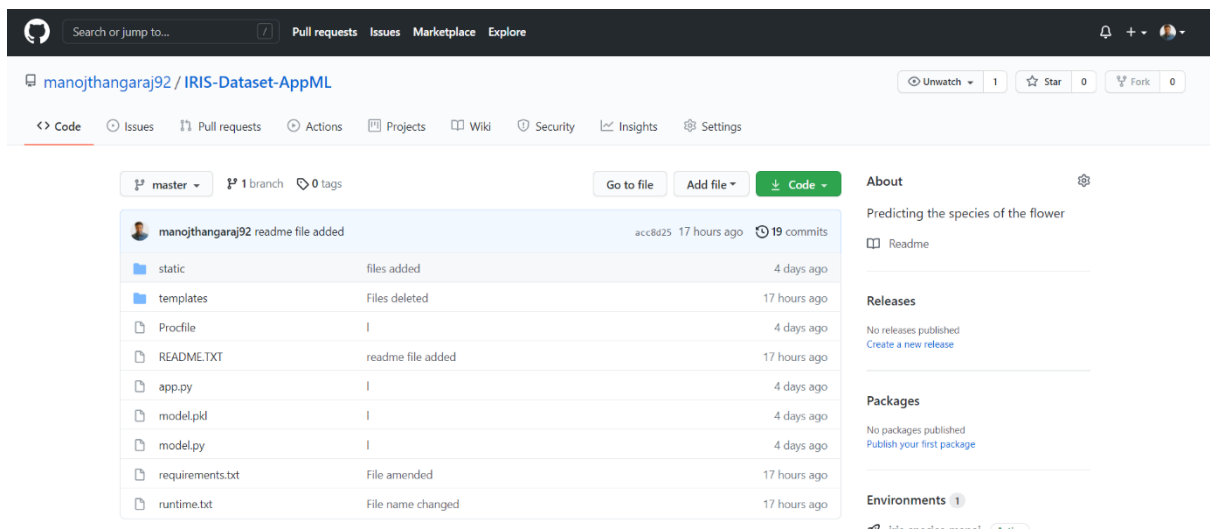 Search or jump to... / Pull requests Issues Marketplace Explore
manojthangaraj92 / IRIS-Dataset-AppML Unwatch 1 Star 0 Fork 0
Code Issues Pull requests Actions Projects Wiki Security Insights Settings
master 1 branch 0 tags Go to file Add file Code
About
Predicting the species of the flower
Readme
manojthangaraj92 readme file added acc8d25 17 hours ago 19 commits
static files added 4 days ago
templates Files deleted 17 hours ago
Procfile l 4 days ago
README.TXT readme file added 17 hours ago
app.py l 4 days ago
model.pkl l 4 days ago
model.py l 4 days ago
requirements.txt File amended 17 hours ago
runtime.txt File name changed 17 hours ago
Releases
No releases published
Create a new release
Packages
No packages published
Publish your first package
Environments 1